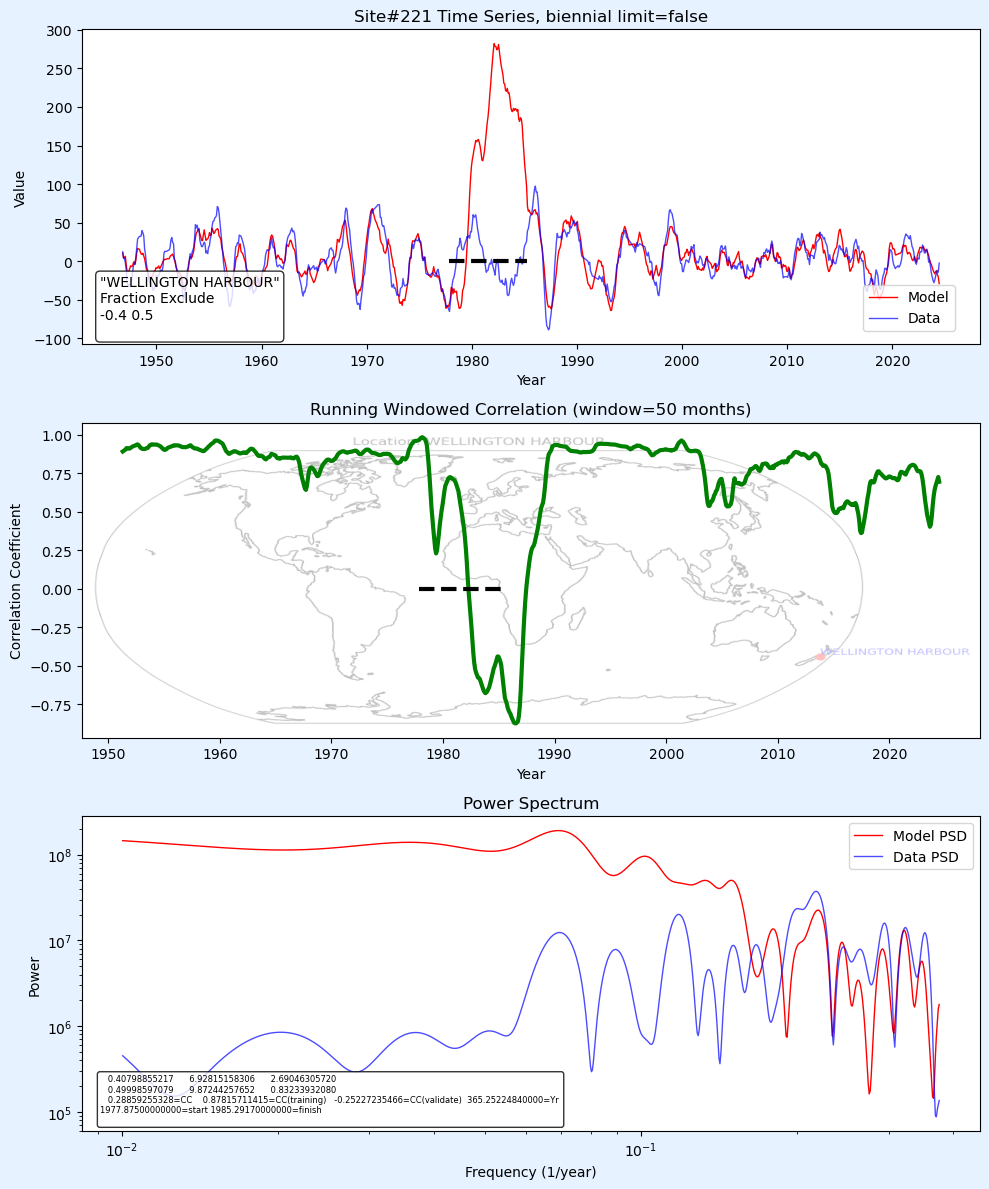 Site#221 Time Series, biennial limit=false
Value
300
250
200
150
100
50
0
−50
−100
"WELLINGTON HARBOUR"
Fraction Exclude
-0.4 0.5
Model
Data
1950
1960
1970
1980
1990
2000
2010
2020
Year
Running Windowed Correlation (window=50 months)
Correlation Coefficient
1.00
0.75
0.50
0.25
0.00
−0.25
−0.50
−0.75
Location: WELLINGTON HARBOUR
WELLINGTON HARBOUR
1950
1960
1970
1980
1990
2000
2010
2020
Year
Power Spectrum
Power
10^8
10^7
10^6
10^5
Model PSD
Data PSD
0.40798855217 6.92815158306 2.69046305720
0.49998597079 9.87244257652 0.83233932080
0.28859255328=CC 0.87815711415=CC(training) -0.25227235466=CC(validate) 365.25224840000=Yr
1977.87500000000=start 1985.29170000000=finish
10^−2
10^−1
Frequency (1/year)